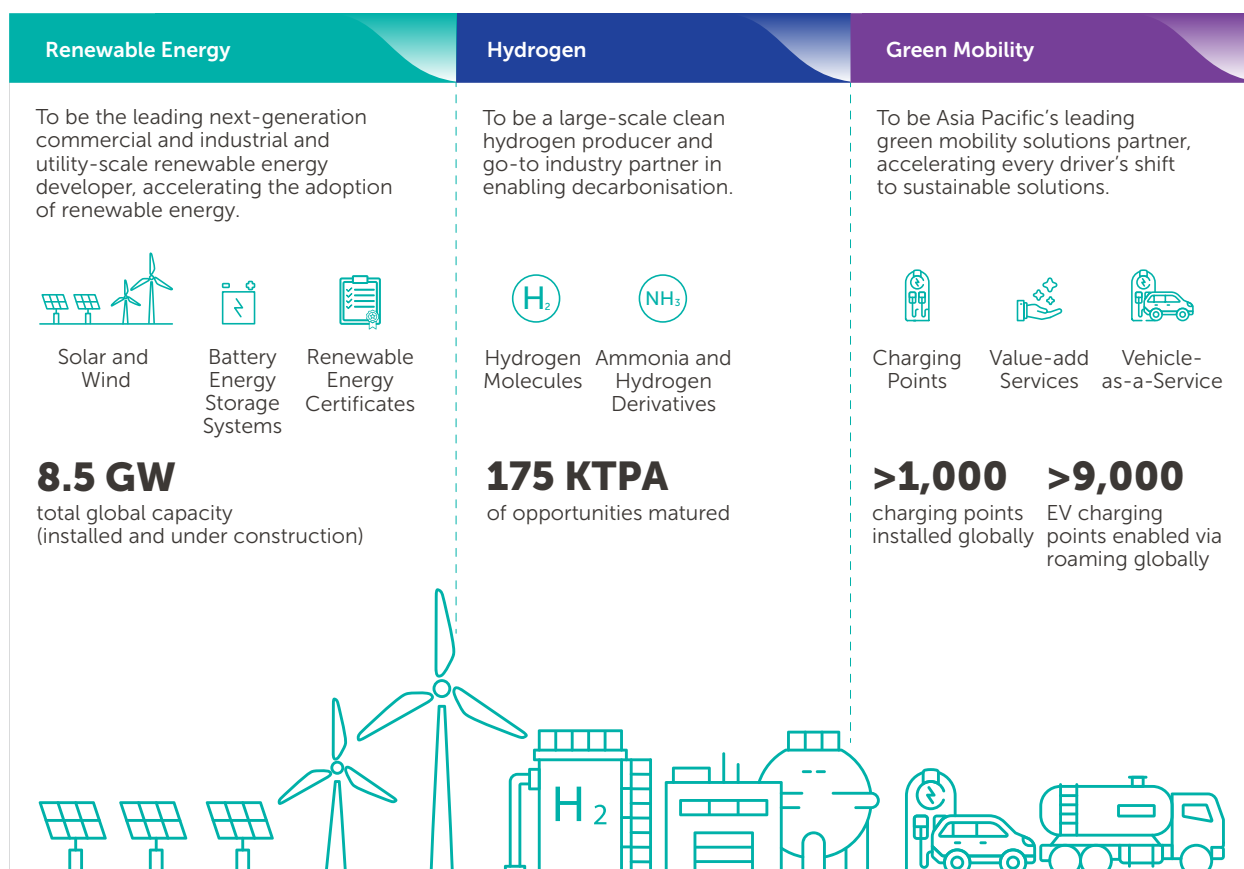 Renewable Energy
To be the leading next-generation
commercial and industrial and
utility-scale renewable energy
developer, accelerating the adoption
of renewable energy.
Solar and
Wind
Battery
Energy
Storage
Systems
Renewable
Energy
Certificates
8.5 GW
total global capacity
(installed and under construction)
Hydrogen
To be a large-scale clean
hydrogen producer and
go-to industry partner in
enabling decarbonisation.
H₂
Hydrogen
Molecules
NH₃
Ammonia and
Hydrogen
Derivatives
175 KTPA
of opportunities matured
Green Mobility
To be Asia Pacific’s leading
green mobility solutions partner,
accelerating every driver’s shift
to sustainable solutions.
Charging
Points
Value-add
Services
Vehicle-
as-a-Service
>1,000
charging points
installed globally
>9,000
EV charging
points enabled via
roaming globally
H₂